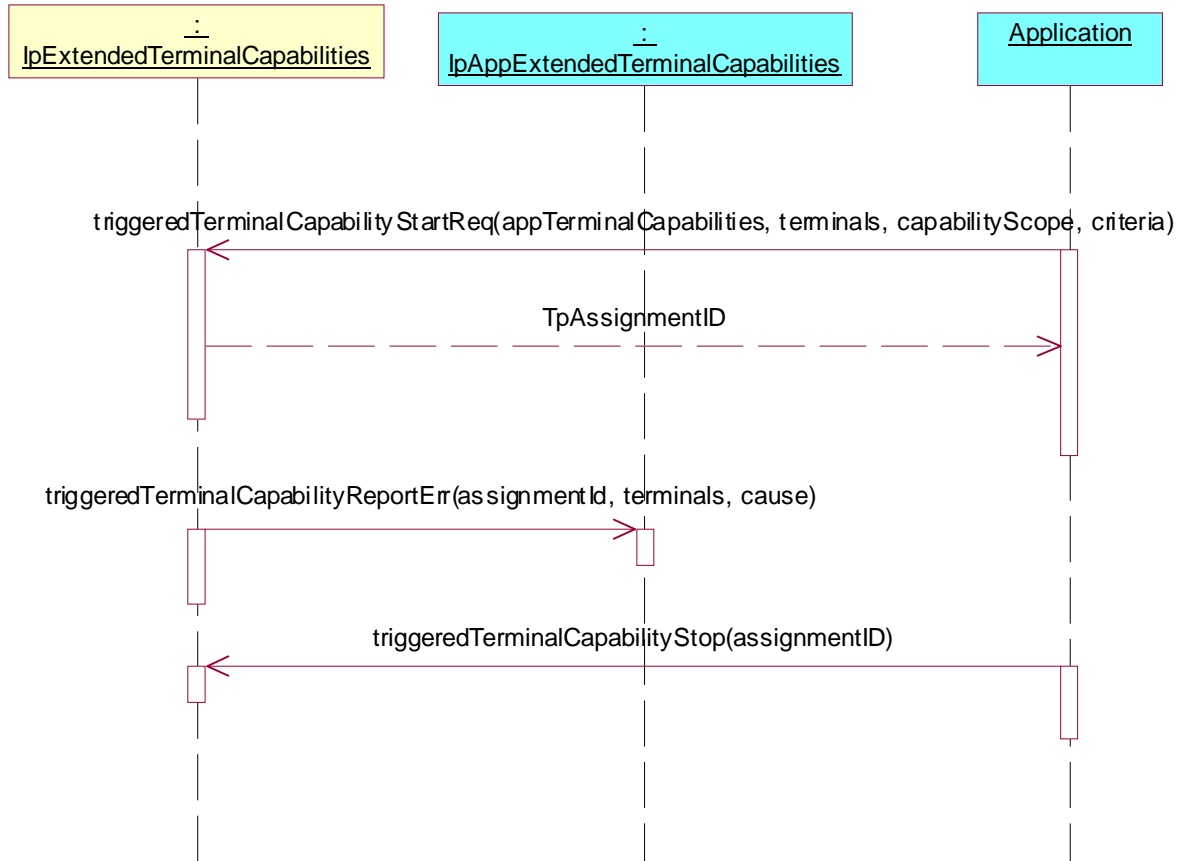 :
IpExtendedTerminalCapabilities
:
IpAppExtendedTerminalCapabilities
Application
triggeredTerminalCapabilityStartReq(appTerminalCapabilities, terminals, capabilityScope, criteria)
TpAssignmentID
triggeredTerminalCapabilityReportErr(assignmentId, terminals, cause)
triggeredTerminalCapabilityStop(assignmentID)